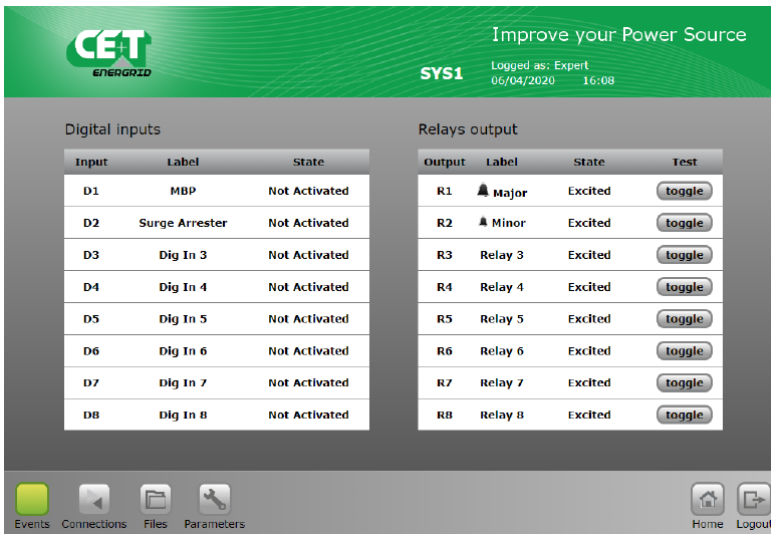 CE+T
ENERGRID
Improve your Power Source
SYS1
Logged as: Expert
06/04/2020 16:08
Digital inputs
Input Label State
D1 MBP Not Activated
D2 Surge Arrester Not Activated
D3 Dig In 3 Not Activated
D4 Dig In 4 Not Activated
D5 Dig In 5 Not Activated
D6 Dig In 6 Not Activated
D7 Dig In 7 Not Activated
D8 Dig In 8 Not Activated
Relays output
Output Label State Test
R1 Major Excited toggle
R2 Minor Excited toggle
R3 Relay 3 Excited toggle
R4 Relay 4 Excited toggle
R5 Relay 5 Excited toggle
R6 Relay 6 Excited toggle
R7 Relay 7 Excited toggle
R8 Relay 8 Excited toggle
Events Connections Files Parameters Home Logout